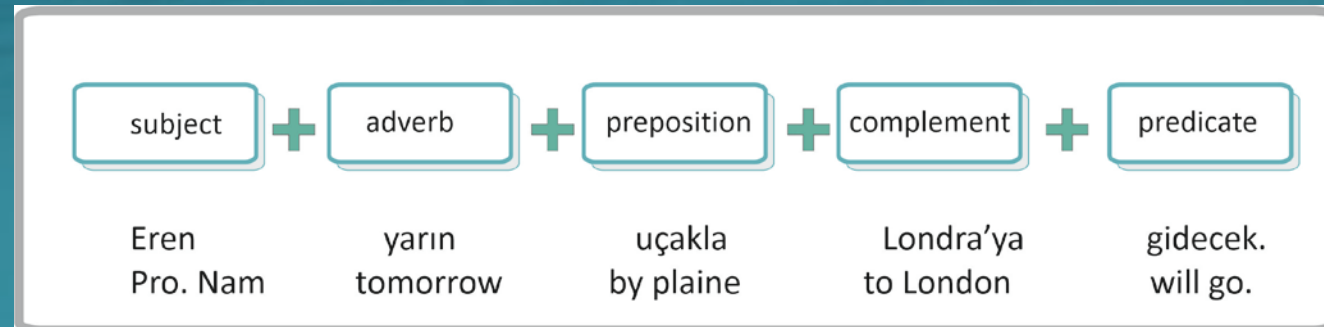 subject + adverb + preposition + complement + predicate
Eren yarın uçakla Londra'ya gidecek.
Pro. Nam tomorrow by plaine to London will go.